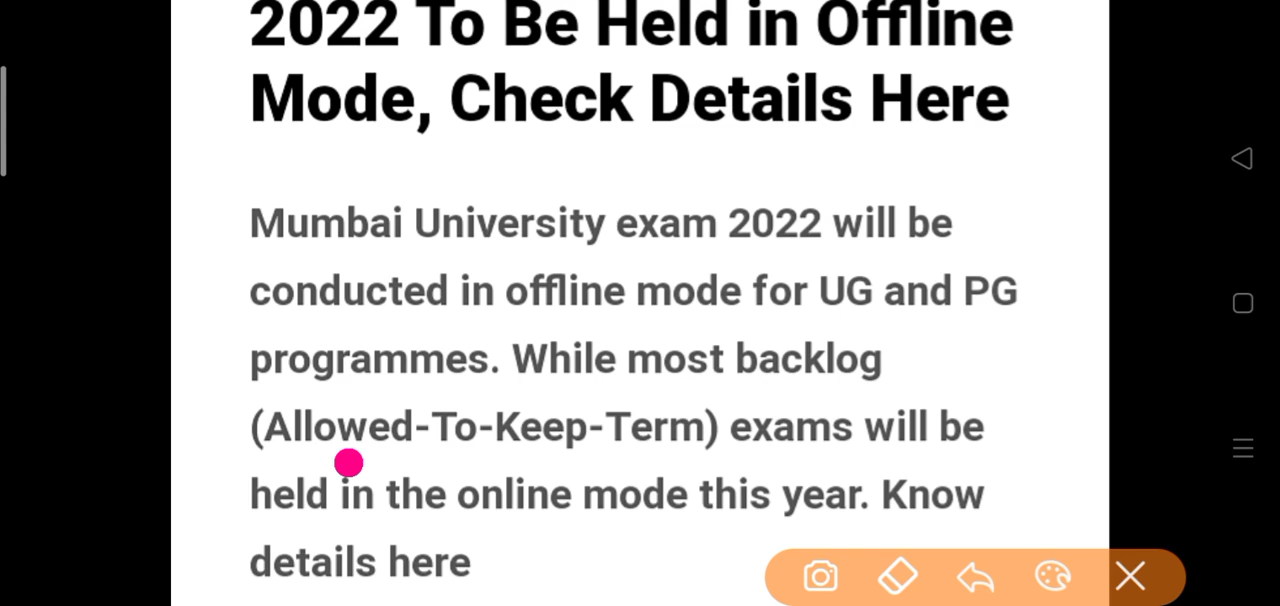 2022 To Be Held in Offline
Mode, Check Details Here
Mumbai University exam 2022 will be
conducted in offline mode for UG and PG
programmes. While most backlog
(Allowed-To-Keep-Term) exams will be
held in the online mode this year. Know
details here